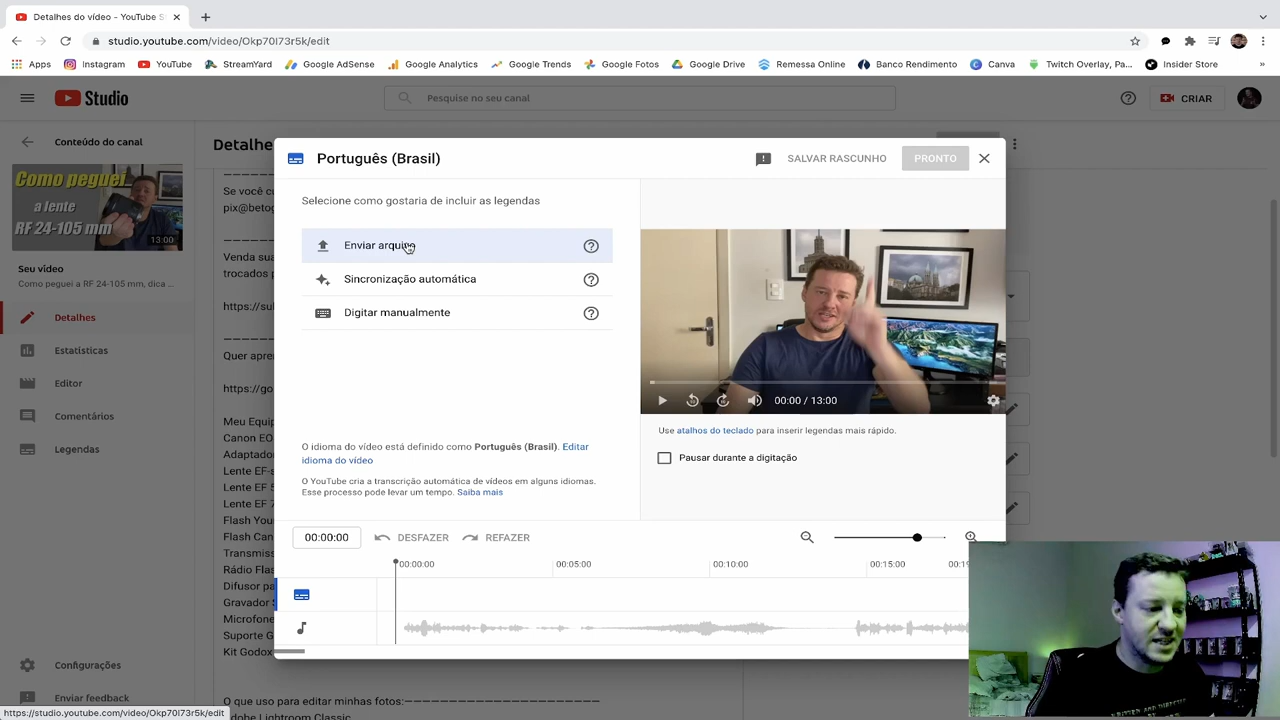 Detalhes do vídeo - YouTube S
studio.youtube.com/video/Okp70I73r5k/edit
Apps Instagram YouTube StreamYard Google AdSense Google Analytics Google Trends Google Fotos Google Drive Remessa Online Banco Rendimento Canva Twitch Overlay, Pa... Insider Store »
Studio
Pesquise no seu canal
CRIAR
Conteúdo do canal
Como peguei
a lente
RF 24-105 mm
13:00
Seu vídeo
Como peguei a RF 24-105 mm, dica ...
Detalhes
Estatísticas
Editor
Comentários
Legendas
Configurações
Enviar feedback
https://studio.youtube.com/video/Okp70I73r5k/edit
Detalhe
Se você cu
pix@betog
Venda sua
trocados p
https://sul
Quer apre
https://go
Meu Equip
Canon EO
Adaptador
Lente EF-s
Lente EF 7
Flash You
Flash Can
Transmiss
Rádio Flas
Difusor pa
Gravador S
Microfone
Suporte G
Kit Godox
O que uso para editar minhas fotos:
dobe Lightroom Classic
Português (Brasil)
SALVAR RASCUNHO
PRONTO
Selecione como gostaria de incluir as legendas
Enviar arquivo
Sincronização automática
Digitar manualmente
O idioma do vídeo está definido como Português (Brasil). Editar
idioma do vídeo
O YouTube cria a transcrição automática de vídeos em alguns idiomas.
Esse processo pode levar um tempo. Saiba mais
00:00 / 13:00
Use atalhos do teclado para inserir legendas mais rápido.
Pausar durante a digitação
00:00:00
DESFAZER
REFAZER
00:00:00 00:05:00 00:10:00 00:15:00 00:19